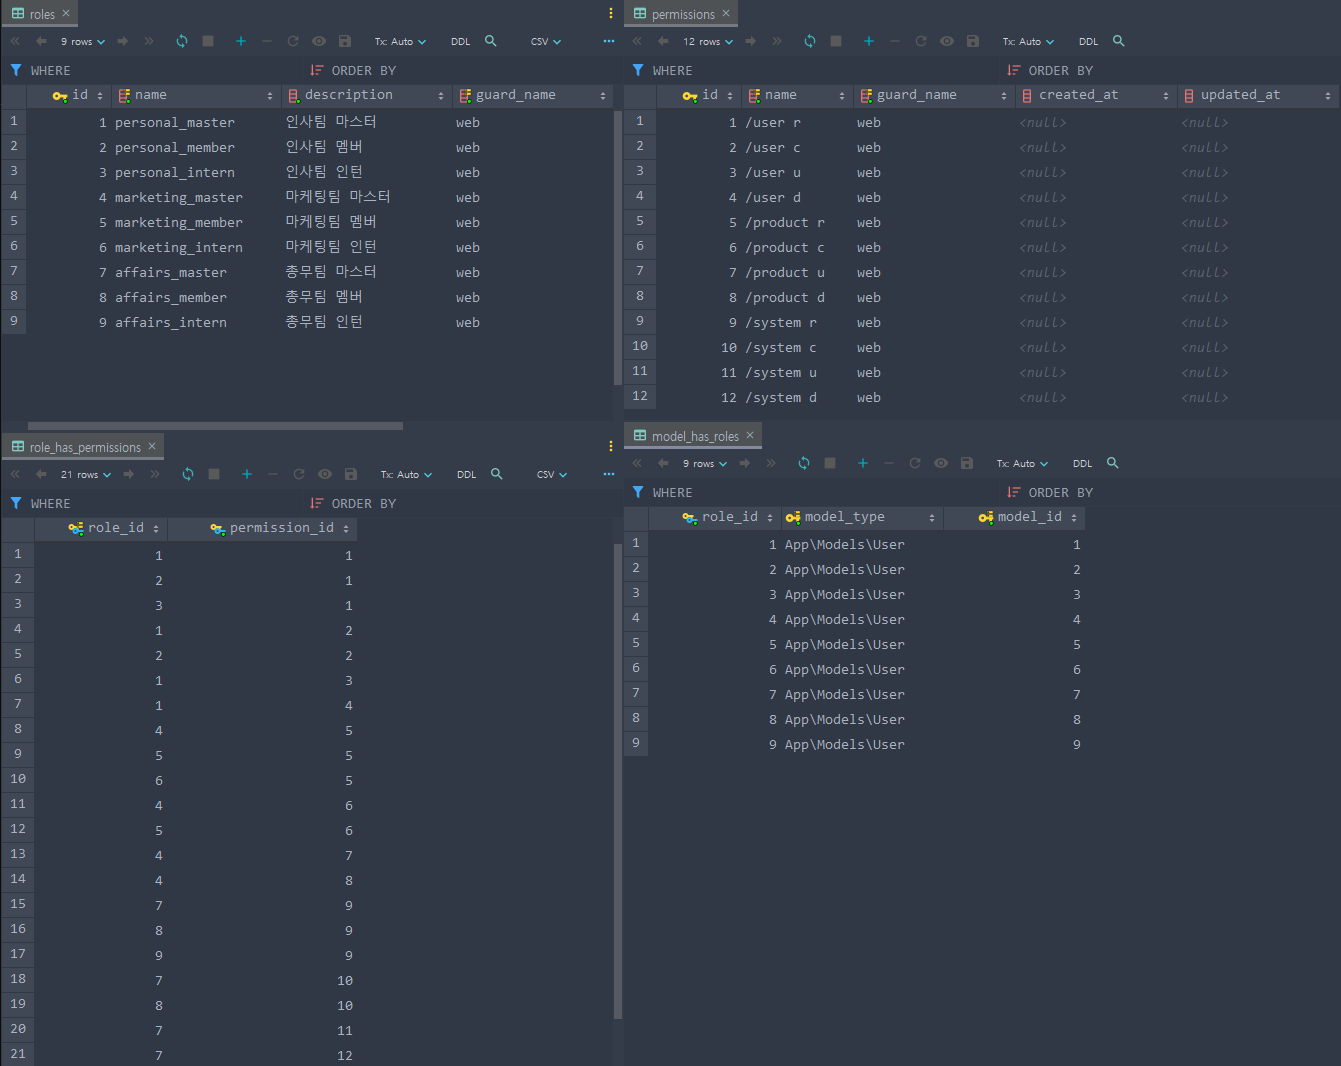 roles
9 rows Tx: Auto DDL CSV
WHERE ORDER BY
id name description guard_name
1 1 personal_master 인사팀 마스터 web
2 2 personal_member 인사팀 멤버 web
3 3 personal_intern 인사팀 인턴 web
4 4 marketing_master 마케팅팀 마스터 web
5 5 marketing_member 마케팅팀 멤버 web
6 6 marketing_intern 마케팅팀 인턴 web
7 7 affairs_master 총무팀 마스터 web
8 8 affairs_member 총무팀 멤버 web
9 9 affairs_intern 총무팀 인턴 web
permissions
12 rows Tx: Auto DDL
WHERE ORDER BY
id name guard_name created_at updated_at
1 1 /user r web <null> <null>
2 2 /user c web <null> <null>
3 3 /user u web <null> <null>
4 4 /user d web <null> <null>
5 5 /product r web <null> <null>
6 6 /product c web <null> <null>
7 7 /product u web <null> <null>
8 8 /product d web <null> <null>
9 9 /system r web <null> <null>
10 10 /system c web <null> <null>
11 11 /system u web <null> <null>
12 12 /system d web <null> <null>
role_has_permissions
21 rows Tx: Auto DDL CSV
WHERE ORDER BY
role_id permission_id
1 1 1
2 2 1
3 3 1
4 1 2
5 2 2
6 1 3
7 1 4
8 4 5
9 5 5
10 6 5
11 4 6
12 5 6
13 4 7
14 4 8
15 7 9
16 8 9
17 9 9
18 7 10
19 8 10
20 7 11
21 7 12
model_has_roles
9 rows Tx: Auto DDL
WHERE ORDER BY
role_id model_type model_id
1 1 App\Models\User 1
2 2 App\Models\User 2
3 3 App\Models\User 3
4 4 App\Models\User 4
5 5 App\Models\User 5
6 6 App\Models\User 6
7 7 App\Models\User 7
8 8 App\Models\User 8
9 9 App\Models\User 9